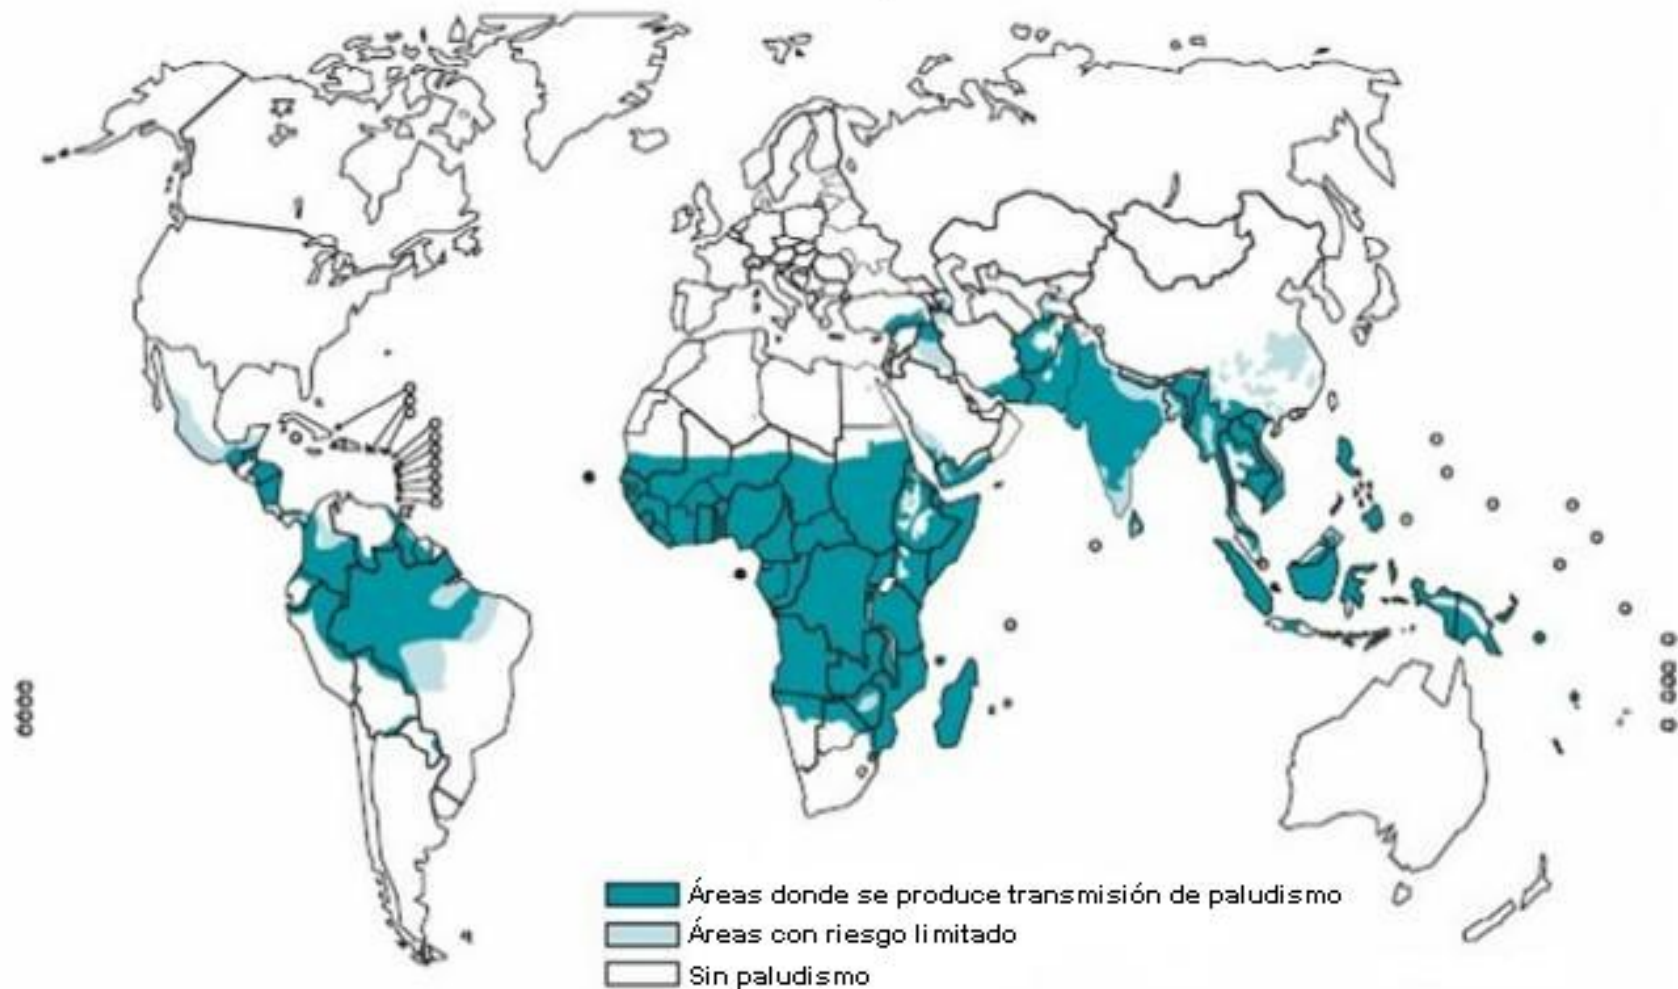 Áreas donde se produce transmisión de paludismo
Áreas con riesgo limitado
Sin paludismo